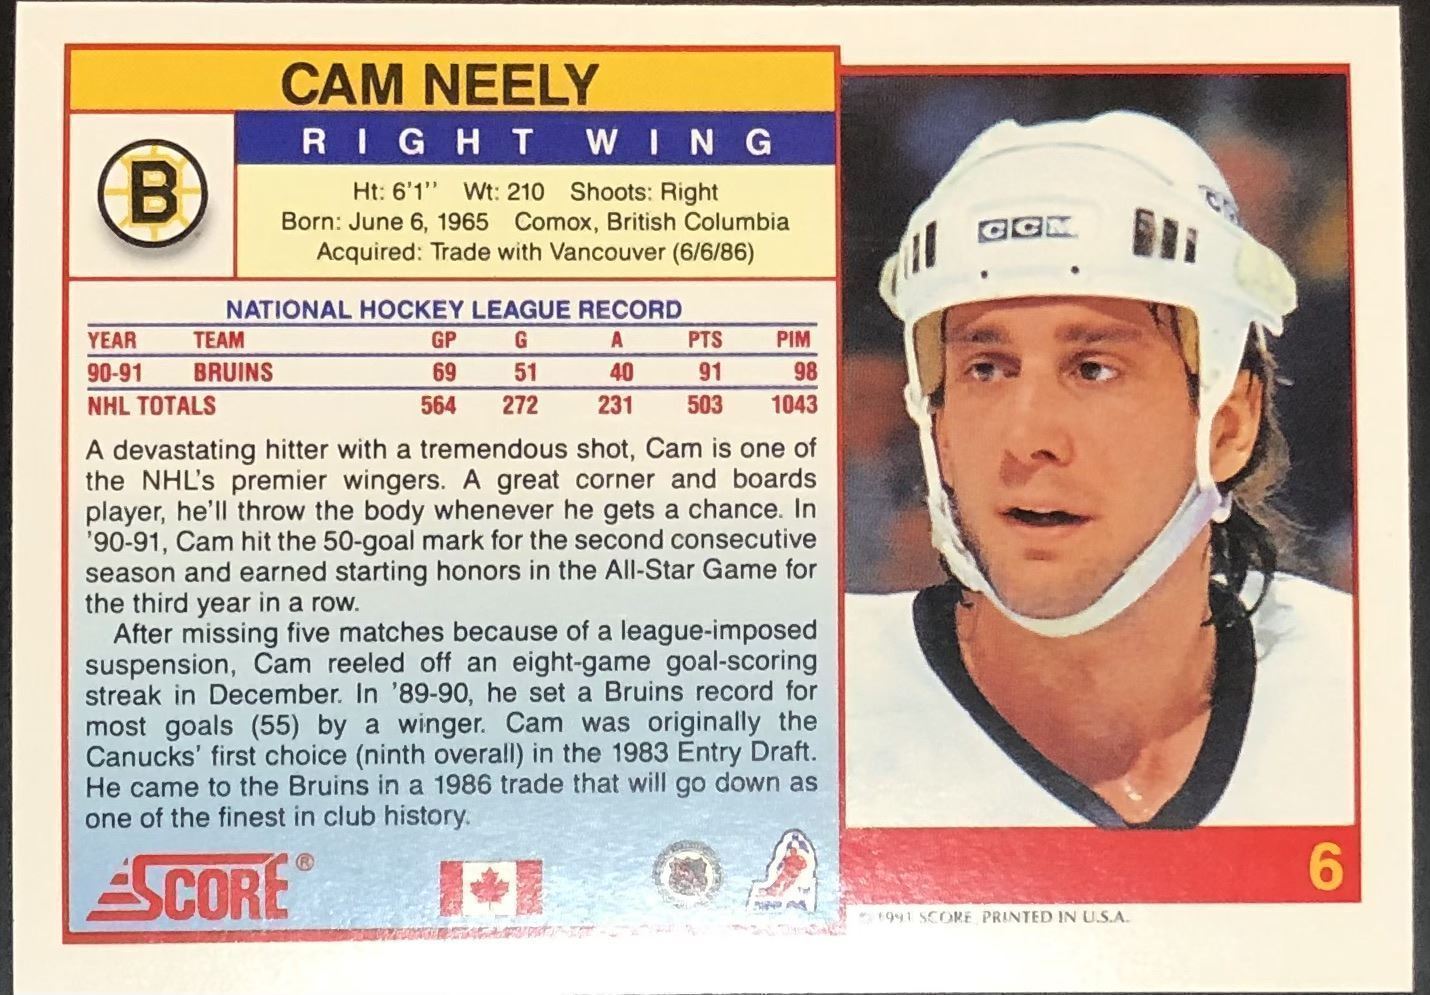 CAM NEELY
RIGHT WING
B
Ht: 6'1'' Wt: 210 Shoots: Right
Born: June 6, 1965 Comox, British Columbia
Acquired: Trade with Vancouver (6/6/86)
NATIONAL HOCKEY LEAGUE RECORD
YEAR TEAM GP G A PTS PIM
90-91 BRUINS 69 51 40 91 98
NHL TOTALS 564 272 231 503 1043
A devastating hitter with a tremendous shot, Cam is one of
the NHL's premier wingers. A great corner and boards
player, he'll throw the body whenever he gets a chance. In
'90-91, Cam hit the 50-goal mark for the second consecutive
season and earned starting honors in the All-Star Game for
the third year in a row.
After missing five matches because of a league-imposed
suspension, Cam reeled off an eight-game goal-scoring
streak in December. In '89-90, he set a Bruins record for
most goals (55) by a winger. Cam was originally the
Canucks' first choice (ninth overall) in the 1983 Entry Draft.
He came to the Bruins in a 1986 trade that will go down as
one of the finest in club history.
SCORE®
CCM
6
© 1991 SCORE, PRINTED IN U.S.A.